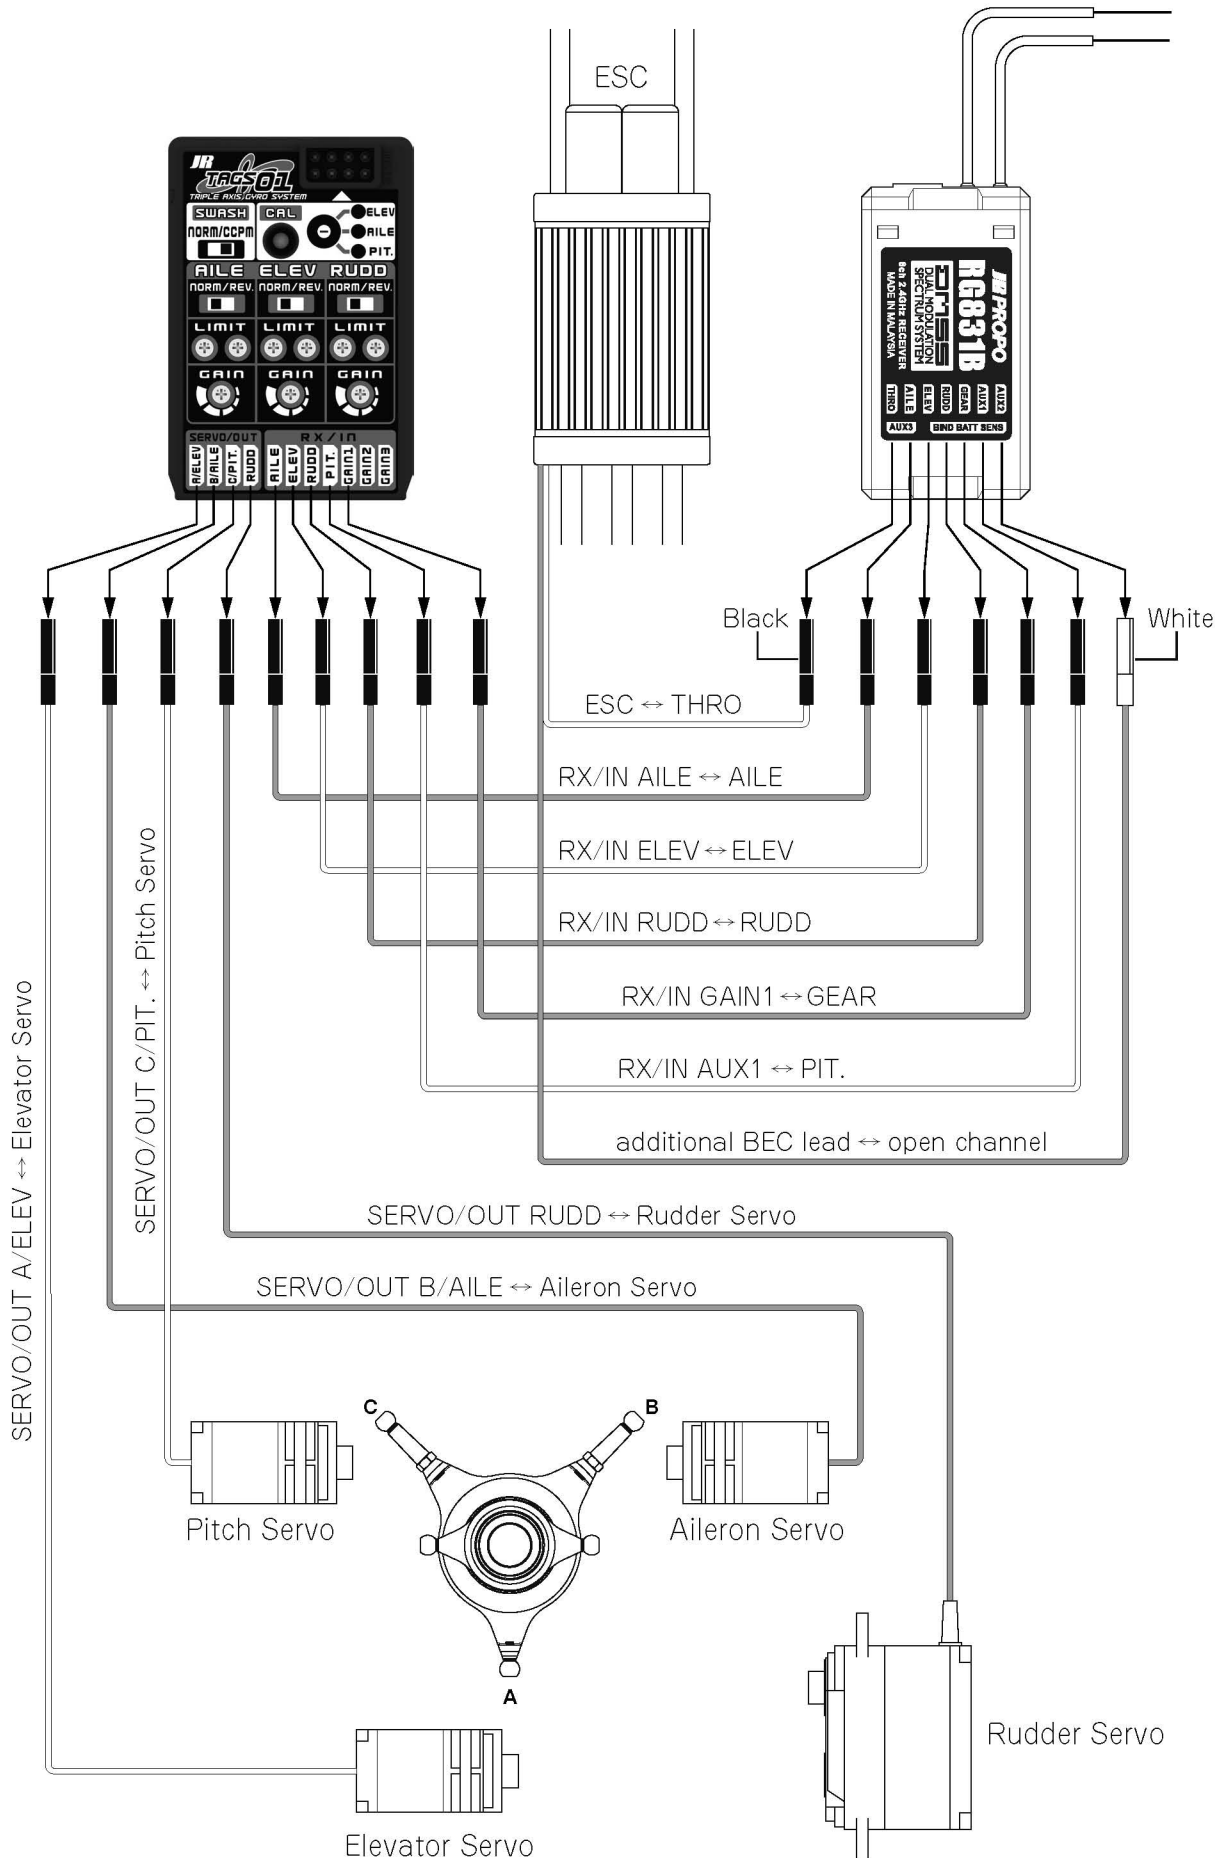 ESC
JR
TAGS01
TRIPLE AXIS GYRO SYSTEM
SWASH
CAL
NORM/CCPM
ELEV
AILE
PIT.
AILE ELEV RUDD
NORM/REV. NORM/REV. NORM/REV.
LIMIT LIMIT LIMIT
GAIN GAIN GAIN
SERVO/OUT RX/IN
A/ELEV
B/AILE
C/PIT.
RUDD
AILE
ELEV
RUDD
PIT.
GAIN1
GAIN2
GAIN3
JR PROPO
RG831B
DMSS
DUAL MODULATION
SPECTRUM SYSTEM
8ch 2.4GHz RECEIVER
MADE IN MALAYSIA
THRO
AILE
ELEV
RUDD
GEAR
AUX1
AUX2
AUX3
BIND BATT SENS
Black
White
ESC ↔ THRO
RX/IN AILE ↔ AILE
RX/IN ELEV ↔ ELEV
RX/IN RUDD ↔ RUDD
RX/IN GAIN1 ↔ GEAR
RX/IN AUX1 ↔ PIT.
additional BEC lead ↔ open channel
SERVO/OUT RUDD ↔ Rudder Servo
SERVO/OUT B/AILE ↔ Aileron Servo
SERVO/OUT C/PIT. ↔ Pitch Servo
SERVO/OUT A/ELEV ↔ Elevator Servo
C
B
Pitch Servo
Aileron Servo
A
Rudder Servo
Elevator Servo